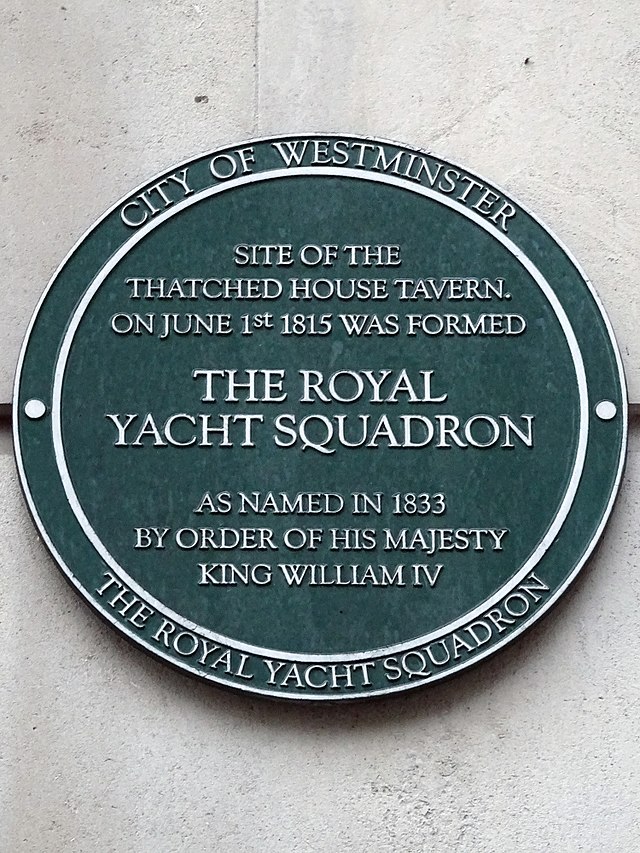 CITY OF WESTMINSTER
SITE OF THE
THATCHED HOUSE TAVERN.
ON JUNE 1st 1815 WAS FORMED
THE ROYAL
YACHT SQUADRON
AS NAMED IN 1833
BY ORDER OF HIS MAJESTY
KING WILLIAM IV
THE ROYAL YACHT SQUADRON